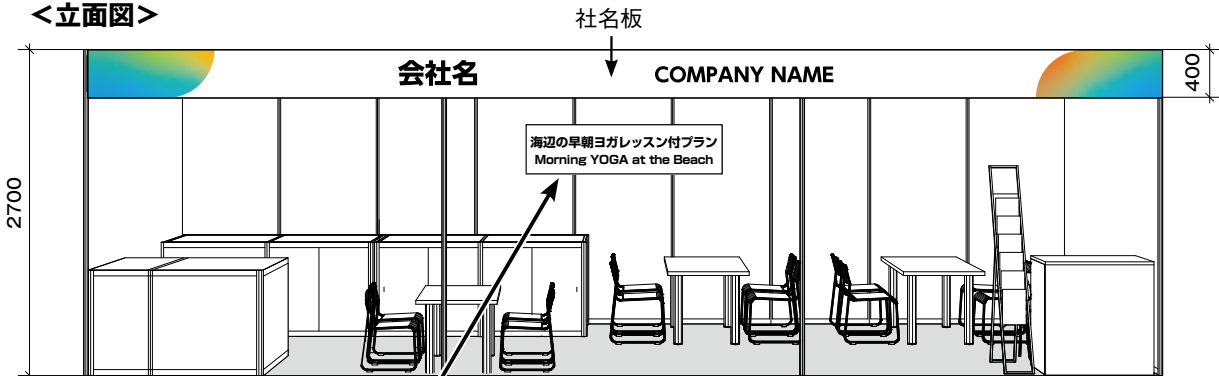 ＜立面図＞
社名板
会社名 COMPANY NAME
400
海辺の早朝ヨガレッスン付プラン
Morning YOGA at the Beach
2700